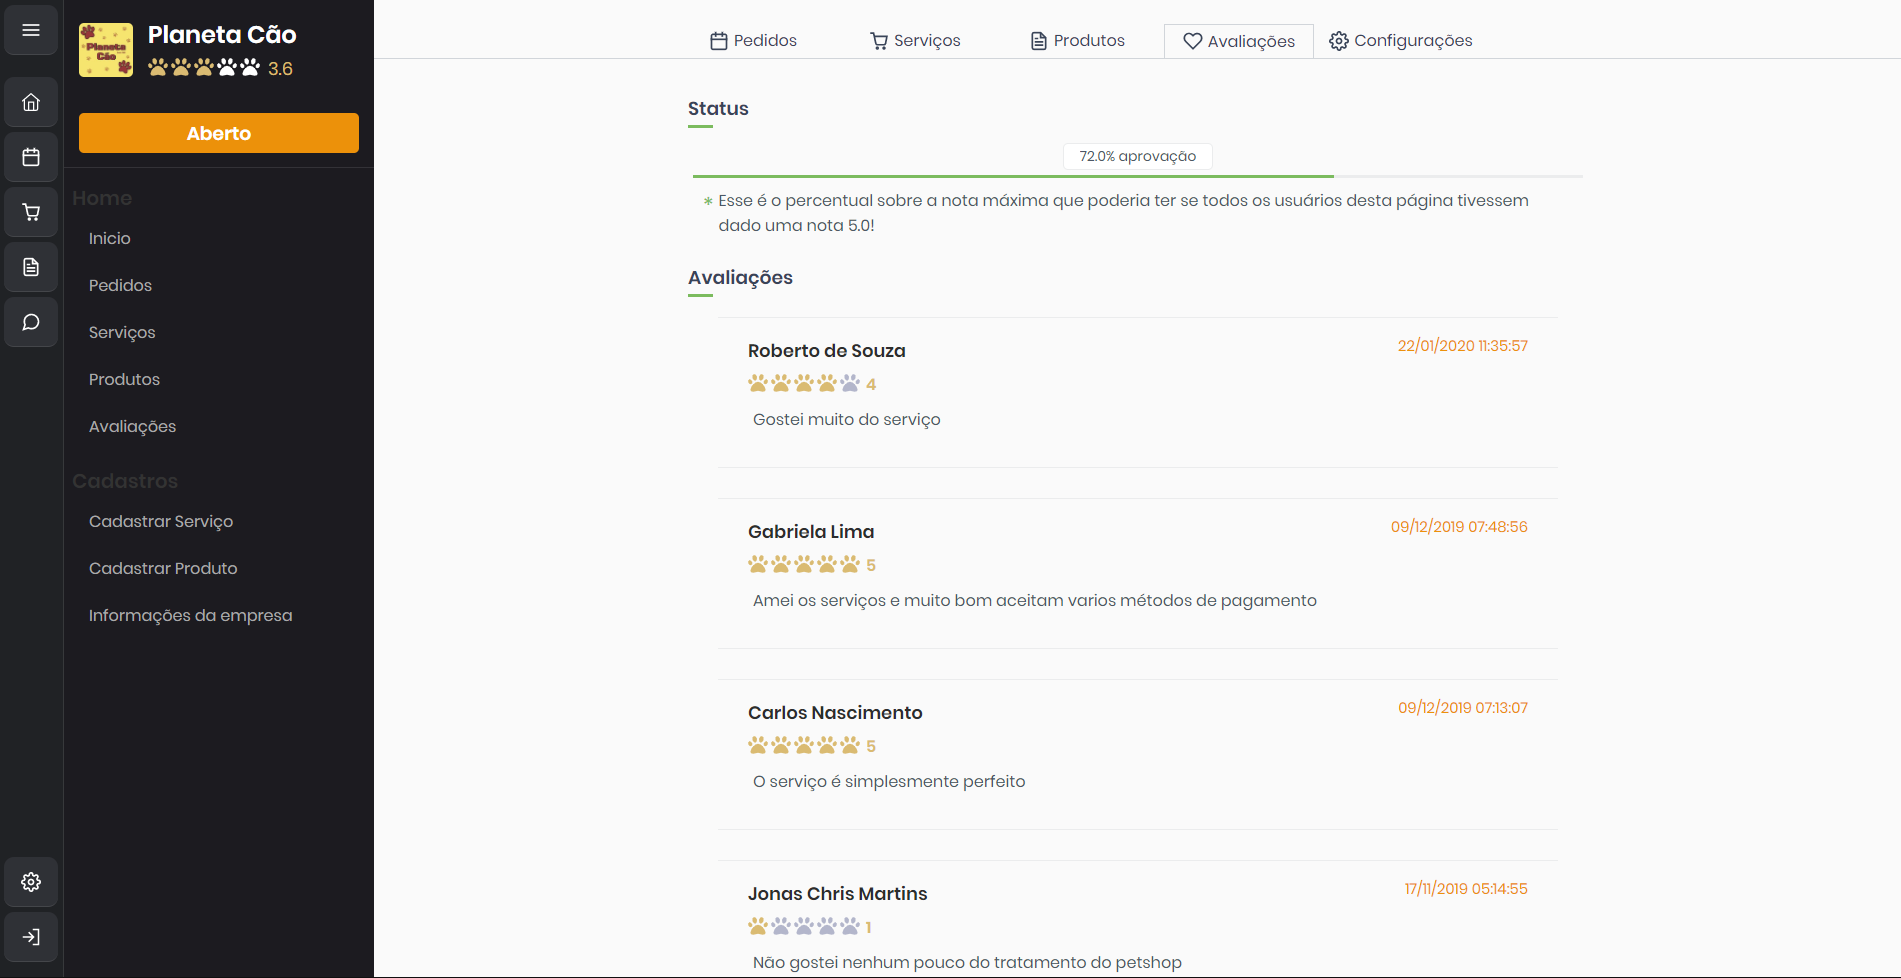 Planeta Cão
Planeta
Cão
3.6
Aberto
Home
Inicio
Pedidos
Serviços
Produtos
Avaliações
Cadastros
Cadastrar Serviço
Cadastrar Produto
Informações da empresa
Pedidos
Serviços
Produtos
Avaliações
Configurações
Status
72.0% aprovação
* Esse é o percentual sobre a nota máxima que poderia ter se todos os usuários desta página tivessem
dado uma nota 5.0!
Avaliações
Roberto de Souza
22/01/2020 11:35:57
4
Gostei muito do serviço
Gabriela Lima
09/12/2019 07:48:56
5
Amei os serviços e muito bom aceitam varios métodos de pagamento
Carlos Nascimento
09/12/2019 07:13:07
5
O serviço é simplesmente perfeito
Jonas Chris Martins
17/11/2019 05:14:55
1
Não gostei nenhum pouco do tratamento do petshop